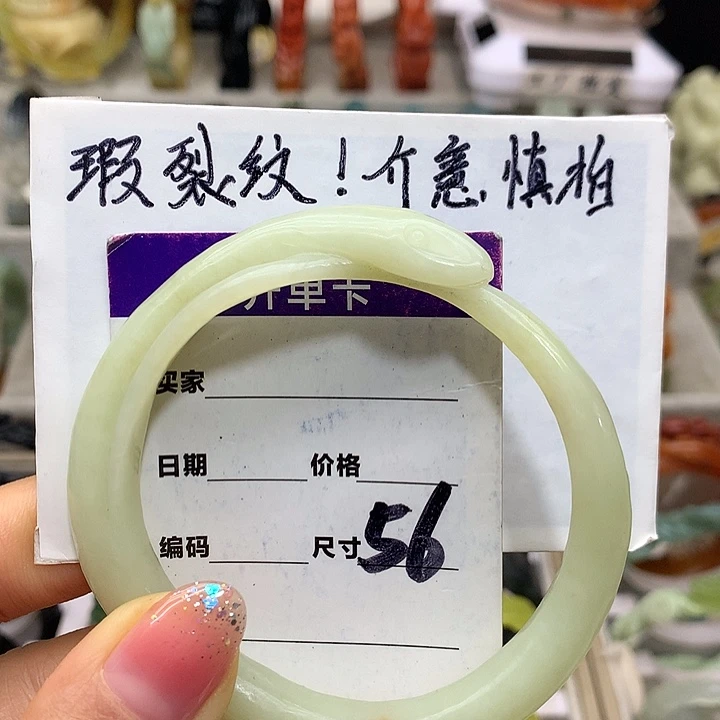 瑕裂纹！介意慎拍
开单卡
买家
日期 价格
编码 尺寸 56